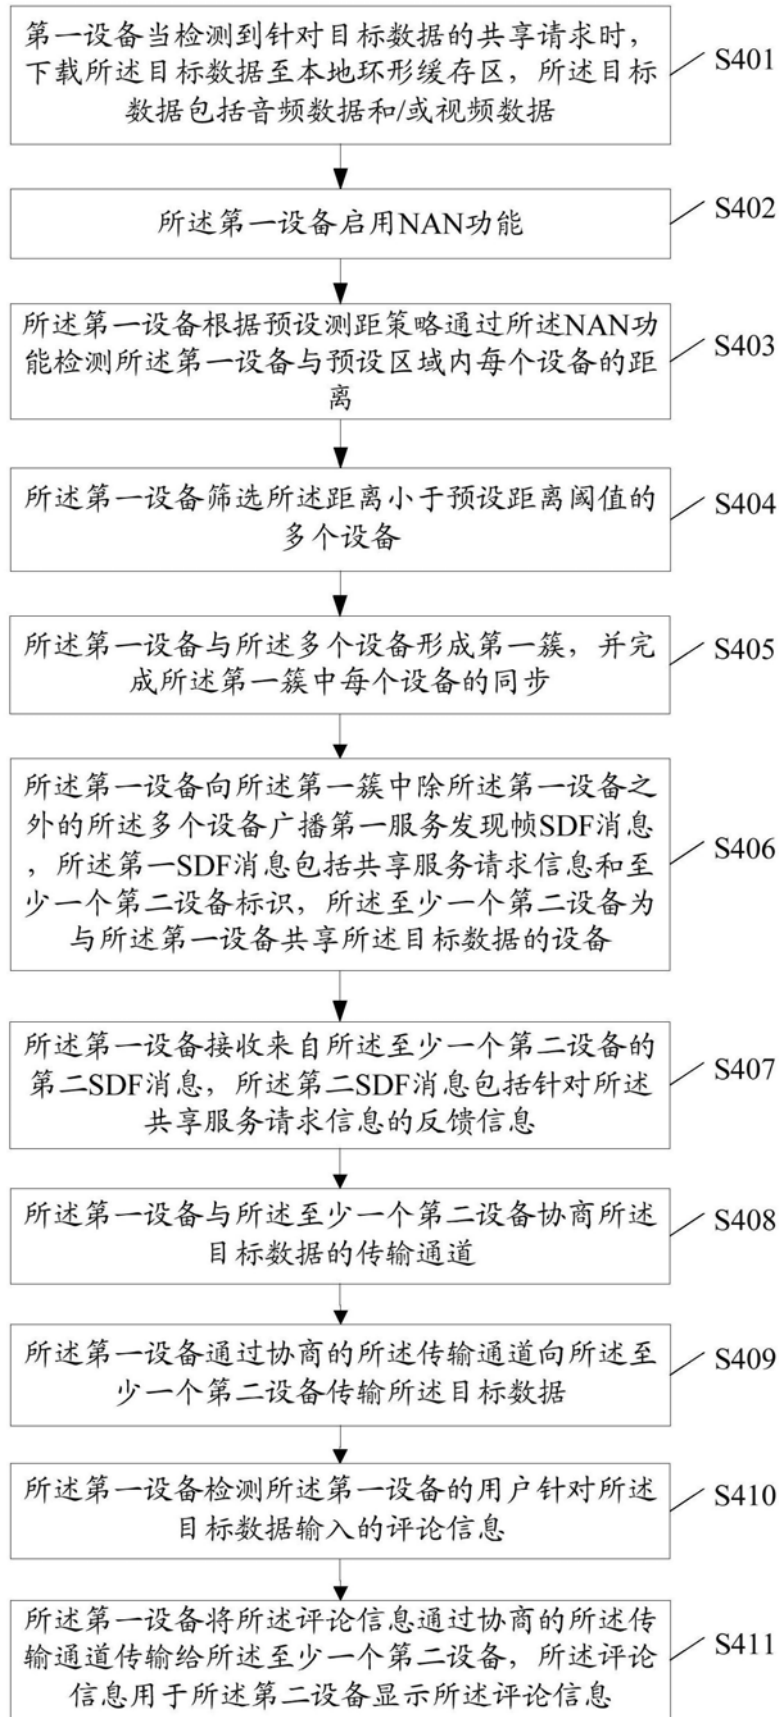 第一设备当检测到针对目标数据的共享请求时，
下载所述目标数据至本地环形缓存区，所述目标
数据包括音频数据和/或视频数据
S401
所述第一设备启用NAN功能
S402
所述第一设备根据预设测距策略通过所述NAN功
能检测所述第一设备与预设区域内每个设备的距
离
S403
所述第一设备筛选所述距离小于预设距离阈值的
多个设备
S404
所述第一设备与所述多个设备形成第一簇，并完
成所述第一簇中每个设备的同步
S405
所述第一设备向所述第一簇中除所述第一设备之
外的所述多个设备广播第一服务发现帧SDF消息
，所述第一SDF消息包括共享服务请求信息和至
少一个第二设备标识，所述至少一个第二设备为
与所述第一设备共享所述目标数据的设备
S406
所述第一设备接收来自所述至少一个第二设备的
第二SDF消息，所述第二SDF消息包括针对所述
共享服务请求信息的反馈信息
S407
所述第一设备与所述至少一个第二设备协商所述
目标数据的传输通道
S408
所述第一设备通过协商的所述传输通道向所述至
少一个第二设备传输所述目标数据
S409
所述第一设备检测所述第一设备的用户针对所述
目标数据输入的评论信息
S410
所述第一设备将所述评论信息通过协商的所述传
输通道传输给所述至少一个第二设备，所述评论
信息用于所述第二设备显示所述评论信息
S411